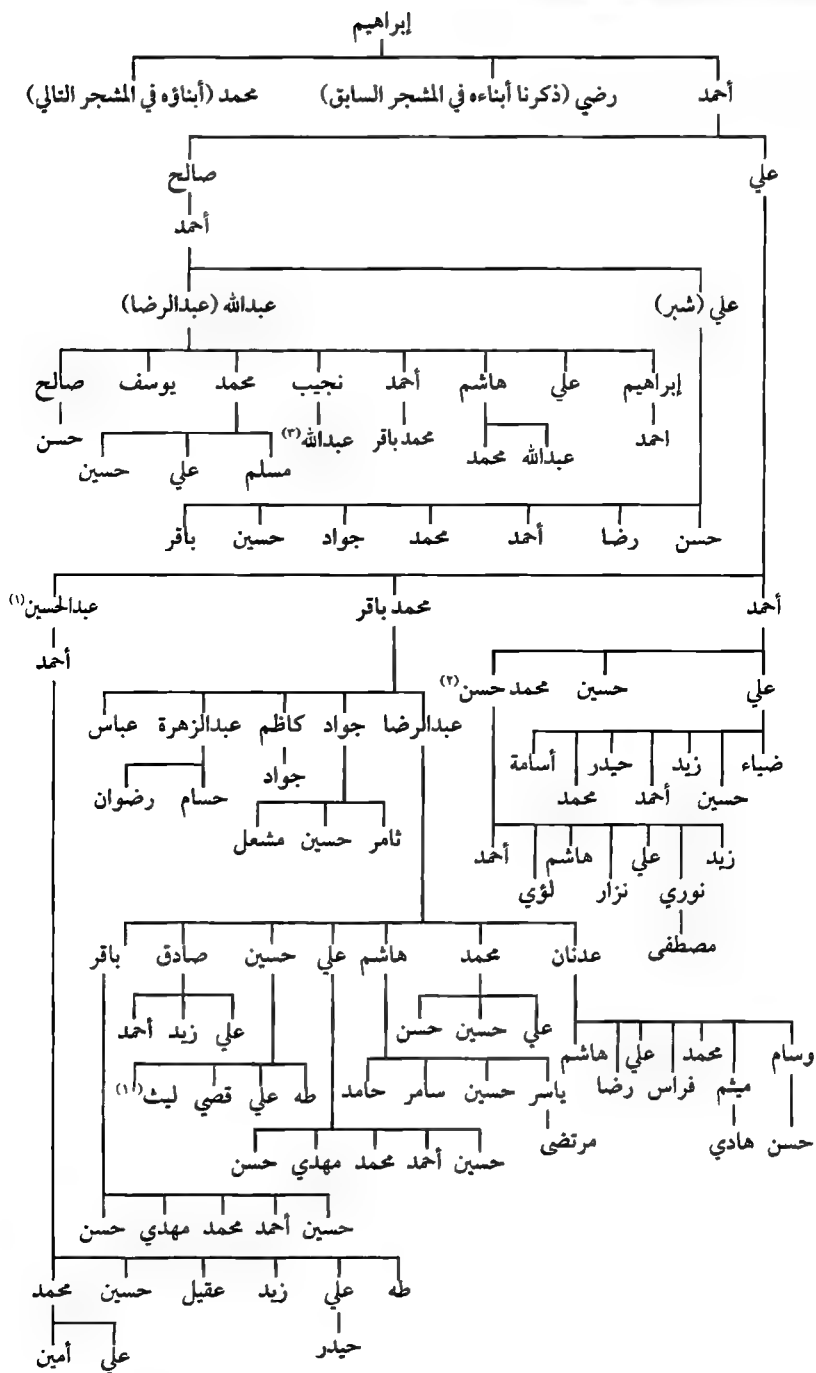 إبراهيم
أحمد رضي (ذكرنا أبناءه في المشجر السابق) محمد (أبناؤه في المشجر التالي)
علي صالح
أحمد
علي (شبر) عبدالله (عبدالرضا)
إبراهيم علي هاشم أحمد نجيب محمد يوسف صالح
احمد عبدالله محمد محمد باقر عبدالله (٣) مسلم علي حسين حسن
حسن رضا أحمد محمد جواد حسين باقر
أحمد محمد باقر عبدالحسين (١)
أحمد
علي حسين محمد حسن (٢)
عبدالرضا جواد كاظم عبدالزهرة عباس
ضياء زيد حيدر أسامة
حسين أحمد محمد
جواد حسام رضوان
ثامر حسين مشعل
زيد علي هاشم أحمد
نوري نزار لؤي
مصطفى
عدنان محمد هاشم علي حسين صادق باقر
علي حسين حسن علي زيد أحمد
وسام محمد علي هاشم
ميثم فراس رضا
ياسر حسين سامر حامد طه علي قصي ليث (١)
حسن هادي مرتضى
حسين أحمد محمد مهدي حسن
حسين أحمد محمد مهدي حسن
طه علي زيد عقيل حسين محمد
حيدر علي أمين